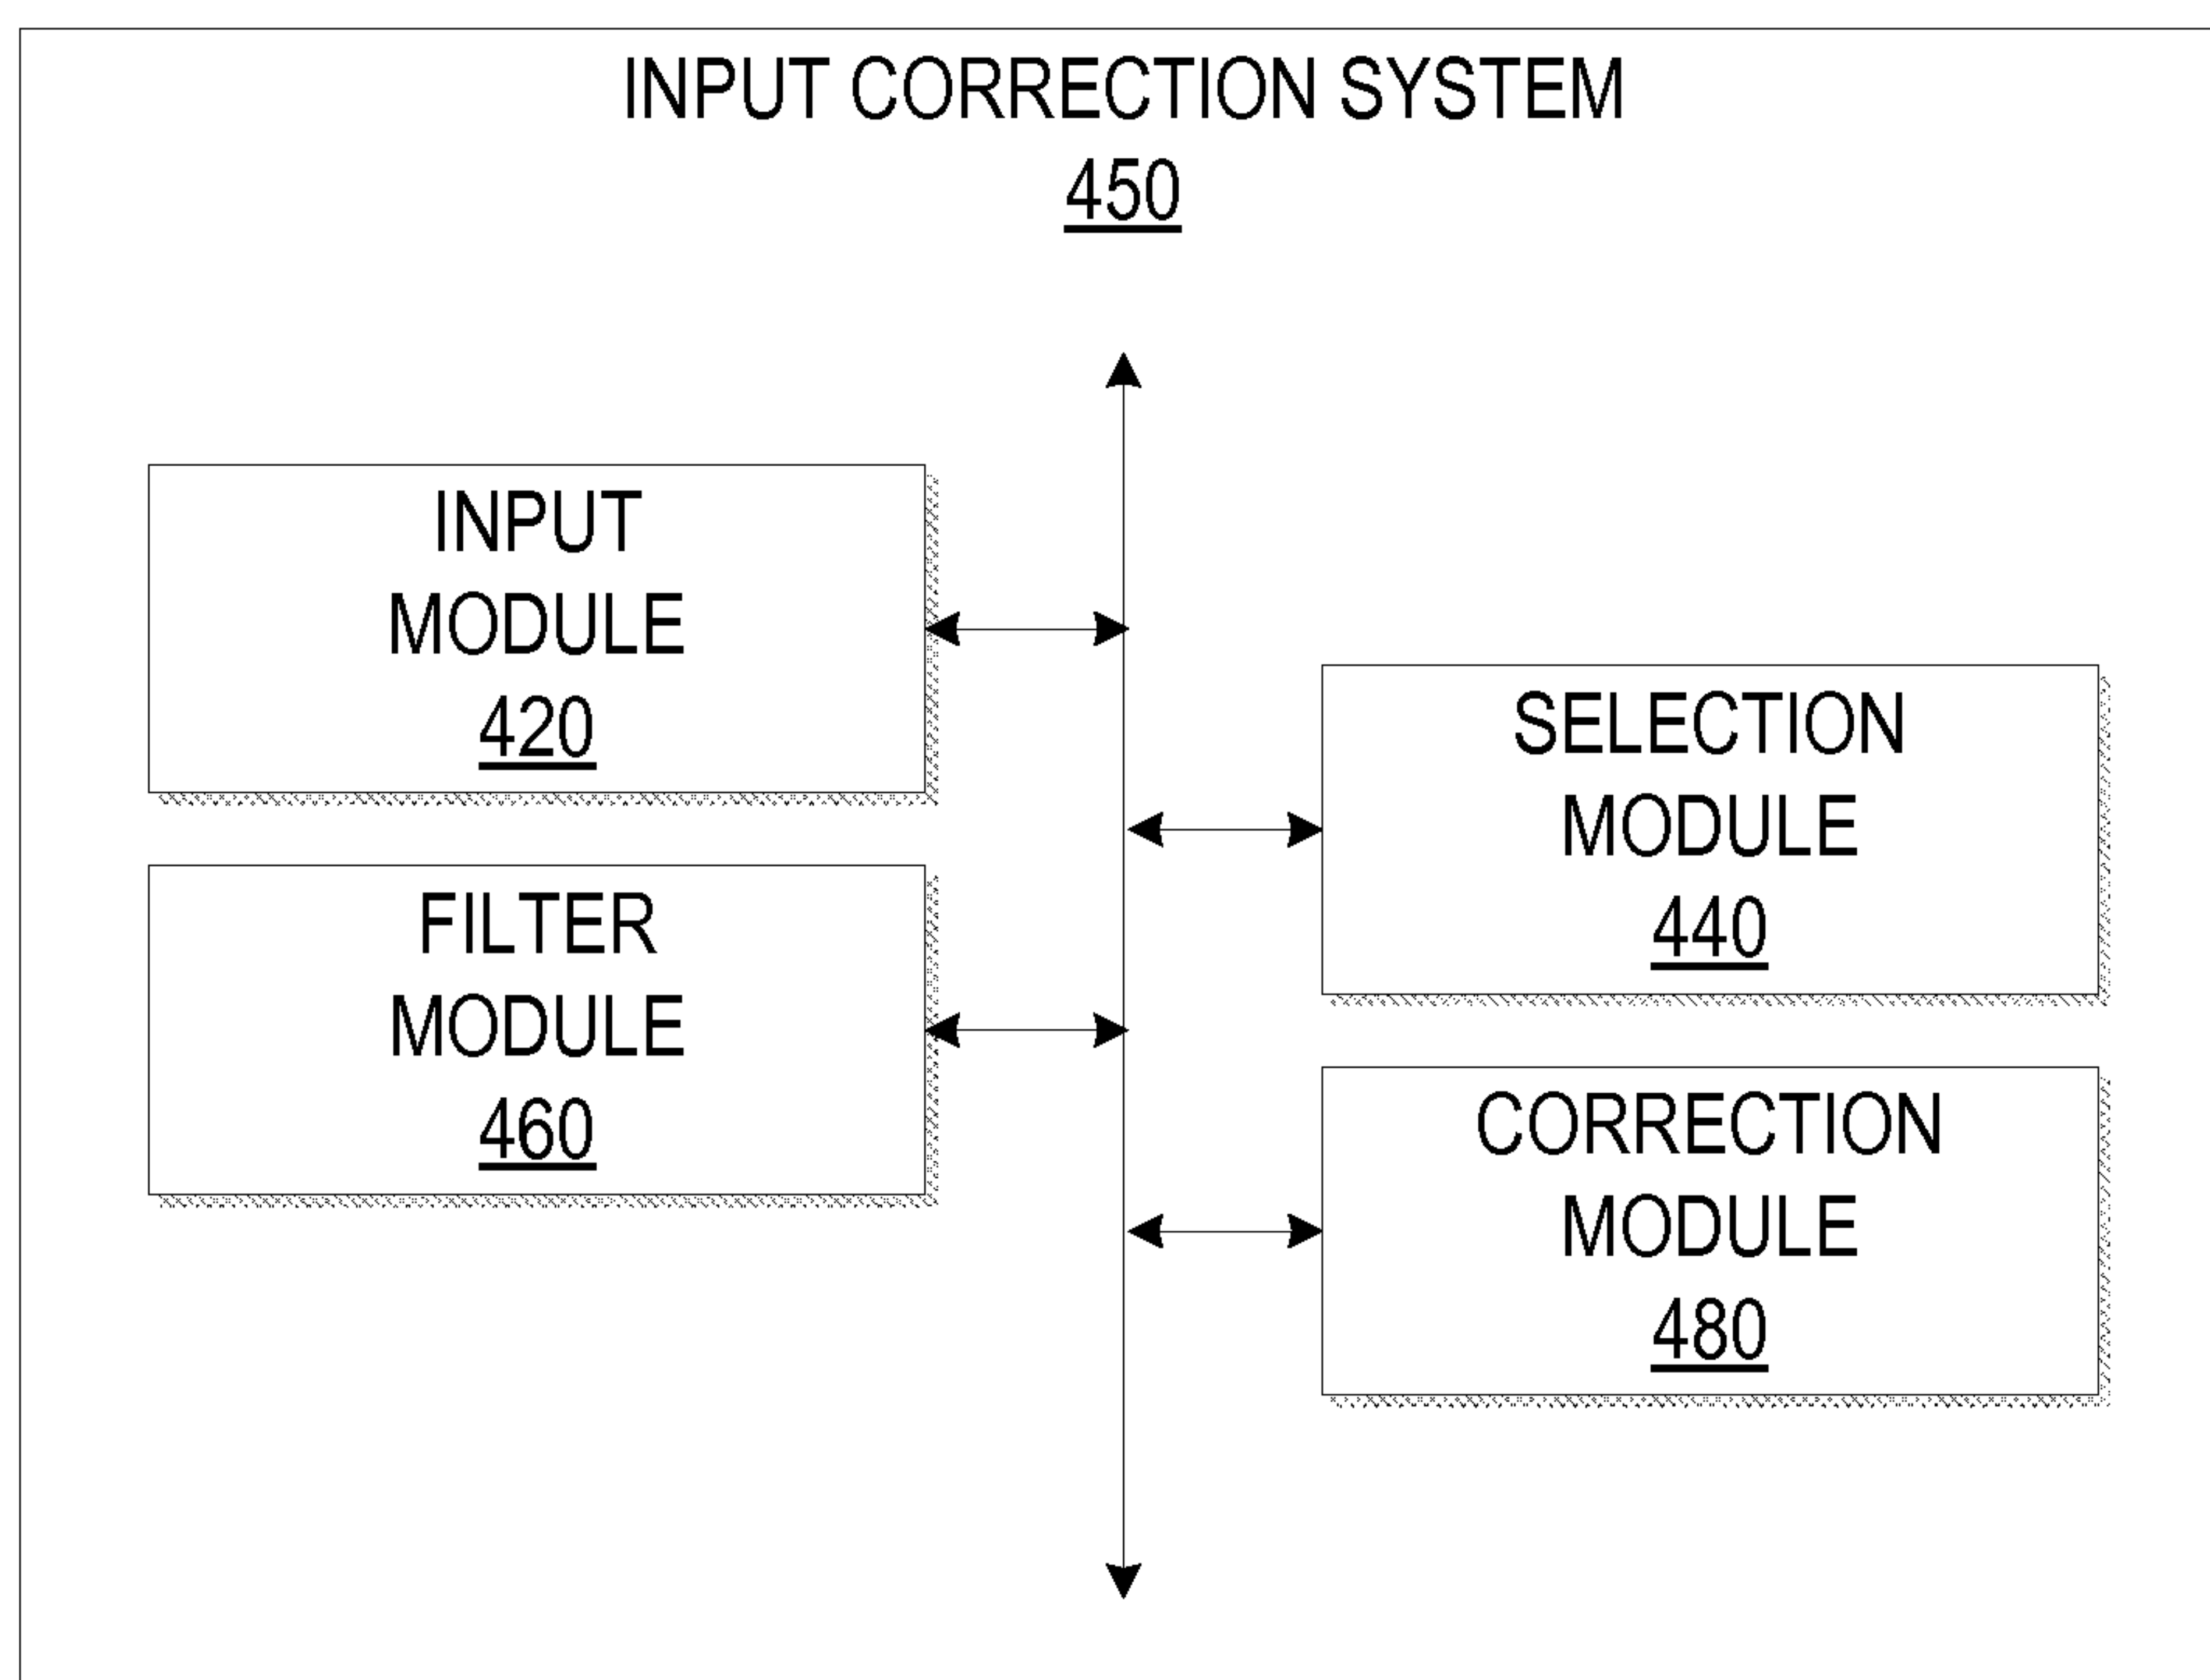 INPUT CORRECTION SYSTEM
450
INPUT
MODULE
420
SELECTION
MODULE
440
FILTER
MODULE
460
CORRECTION
MODULE
480